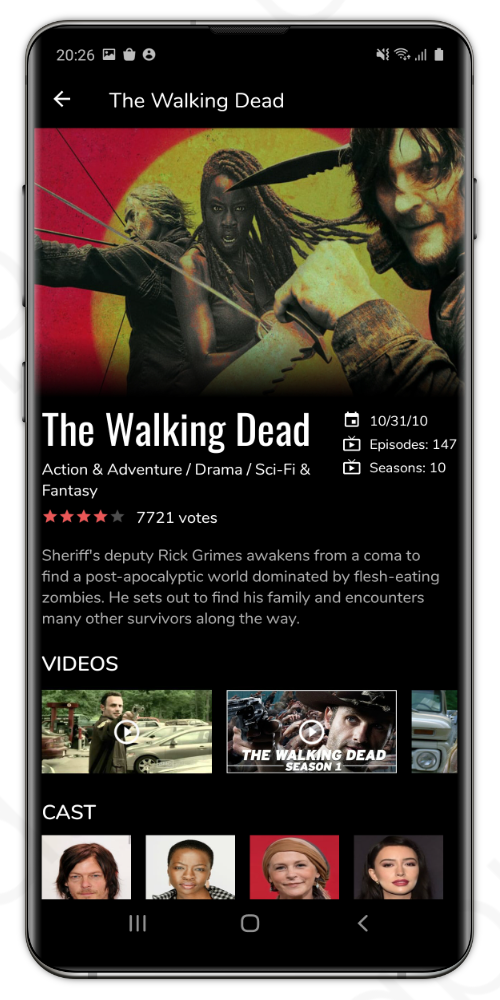 20:26
The Walking Dead
The Walking Dead
10/31/10
Episodes: 147
Seasons: 10
Action & Adventure / Drama / Sci-Fi &
Fantasy
7721 votes
Sheriff's deputy Rick Grimes awakens from a coma to
find a post-apocalyptic world dominated by flesh-eating
zombies. He sets out to find his family and encounters
many other survivors along the way.
VIDEOS
THE WALKING DEAD
SEASON 1
CAST